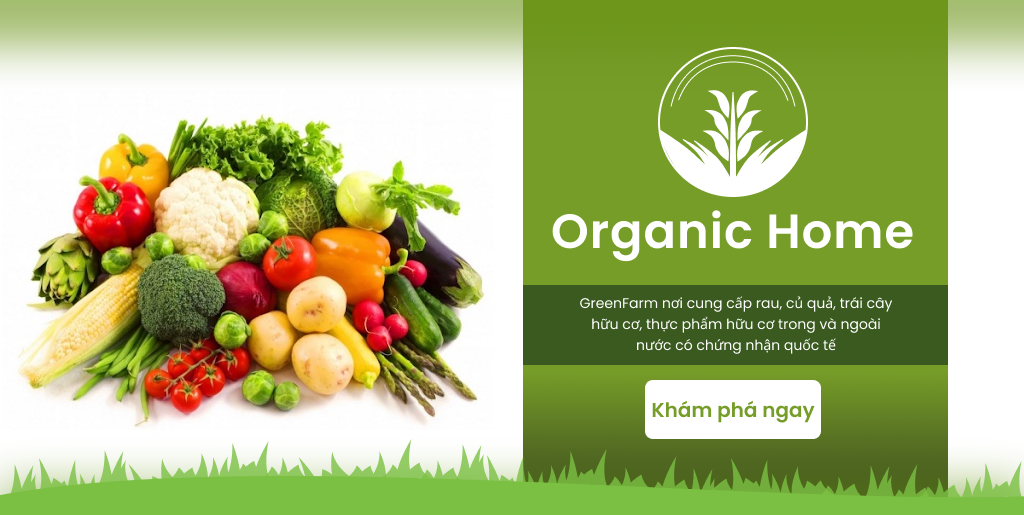 Organic Home
GreenFarm nơi cung cấp rau, củ quả, trái cây
hữu cơ, thực phẩm hữu cơ trong và ngoài
nước có chứng nhận quốc tế
Khám phá ngay